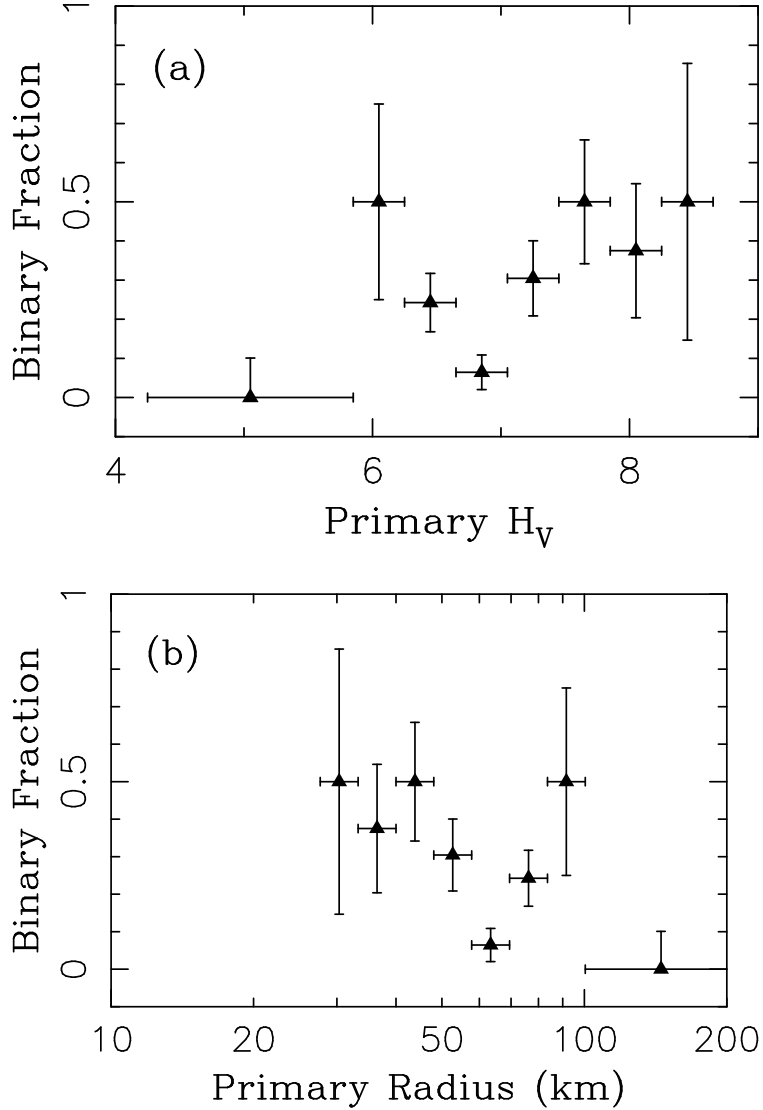 1
(a)
0.5
Binary Fraction
0
4 6 8
Primary H_V
1
(b)
0.5
Binary Fraction
0
10 20 50 100 200
Primary Radius (km)